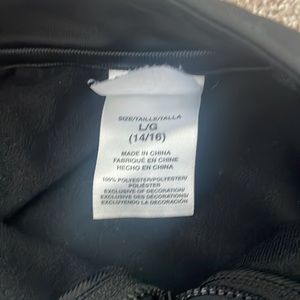 SIZE/TAILLE/TALLA
L/G
(14/16)
MADE IN CHINA
FABRIQUÉ EN CHINE
HECHO EN CHINA
100% POLYESTER/POLYESTER/
POLIÉSTER
EXCLUSIVE OF DECORATION/
EXCLUSIVE DES DÉCORATIONS/
EXCLUYENDO LA DECORACIÓN